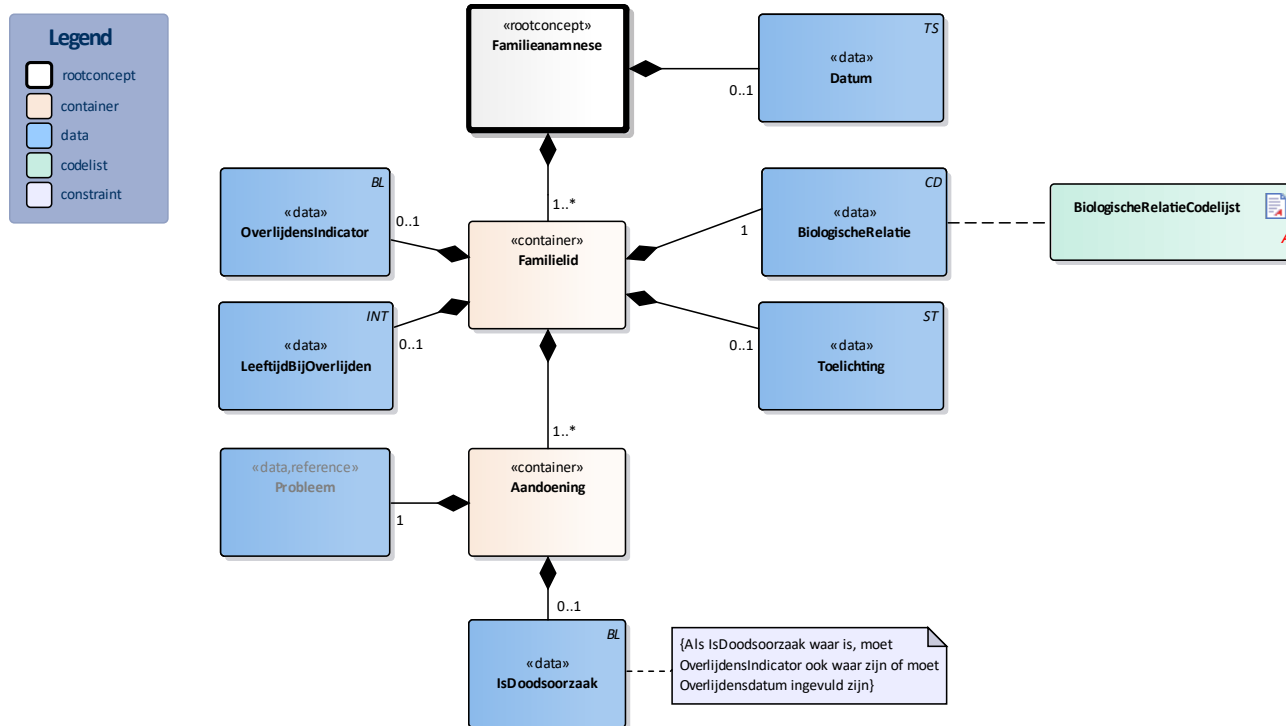 Legend
rootconcept
container
data
codelist
constraint
«rootconcept»
Familieanamnese
TS
«data»
Datum
0..1
1..*
BL
«data»
OverlijdensIndicator
0..1
«container»
Familielid
CD
«data»
BiologischeRelatie
1
BiologischeRelatieCodelijst
INT
«data»
LeeftijdBijOverlijden
0..1
ST
«data»
Toelichting
0..1
1..*
«data,reference»
Probleem
1
«container»
Aandoening
0..1
BL
«data»
IsDoodsoorzaak
{Als IsDoodsoorzaak waar is, moet
OverlijdensIndicator ook waar zijn of moet
Overlijdensdatum ingevuld zijn}